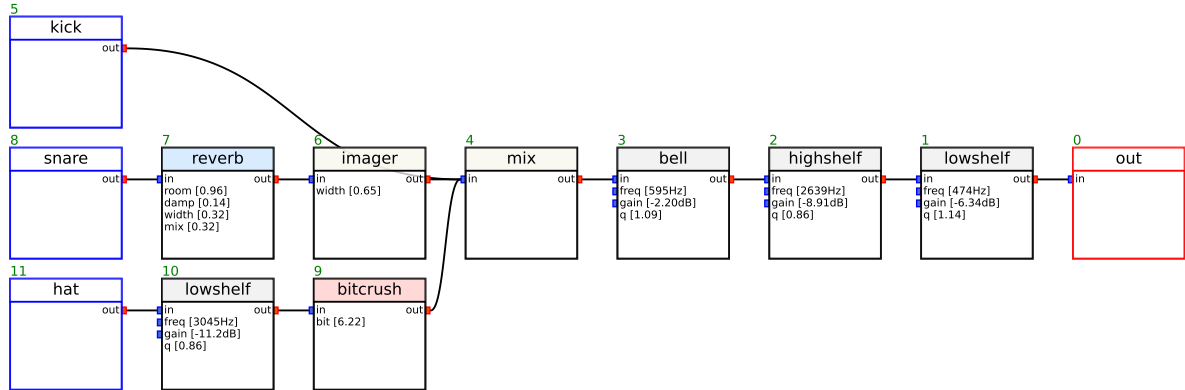 5
kick
out
8
snare
out
7
reverb
in out
room [0.96]
damp [0.14]
width [0.32]
mix [0.32]
6
imager
in out
width [0.65]
4
mix
in out
3
bell
in out
freq [595Hz]
gain [-2.20dB]
q [1.09]
2
highshelf
in out
freq [2639Hz]
gain [-8.91dB]
q [0.86]
1
lowshelf
in out
freq [474Hz]
gain [-6.34dB]
q [1.14]
0
out
in
11
hat
out
10
lowshelf
in out
freq [3045Hz]
gain [-11.2dB]
q [0.86]
9
bitcrush
in out
bit [6.22]